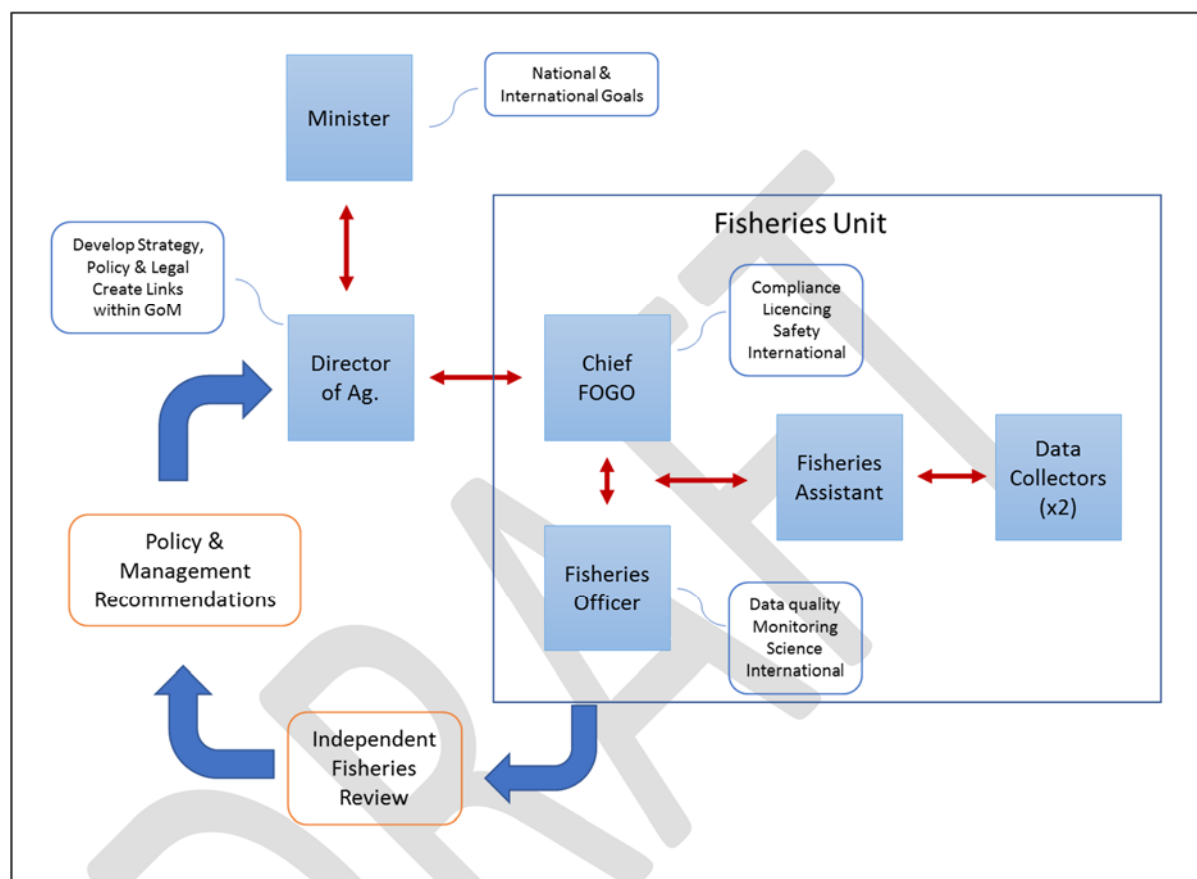 National &
International Goals
Minister
Fisheries Unit
Develop Strategy,
Policy & Legal
Create Links
within GoM
Compliance
Licencing
Safety
International
Director
of Ag.
Chief
FOGO
Fisheries
Assistant
Data
Collectors
(x2)
Policy &
Management
Recommendations
Fisheries
Officer
Data quality
Monitoring
Science
International
Independent
Fisheries
Review
DRAFT